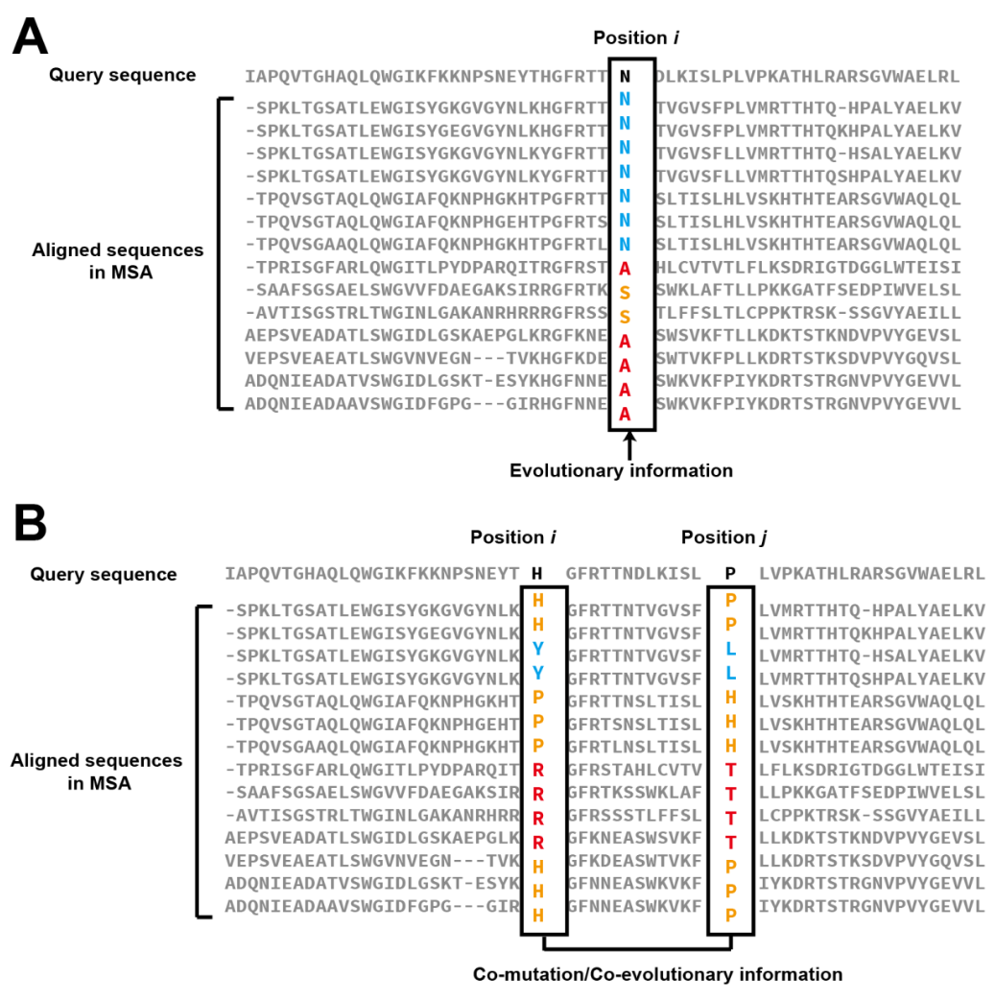 A
Position i
Query sequence IAPQVTGHAQLQWGIKFKKNPSNEYTHGFRTT N DLKISLPLVPKATHLRARSGVWAELRL
-SPKLTGSATLEWGISYGKGVGYNLKHGFRTT N TVGVSFPLVMRTTHTQ-HPALYAELKV
-SPKLTGSATLEWGISYGEGVGYNLKHGFRTT N TVGVSFPLVMRTTHTQKHPALYAELKV
-SPKLTGSATLEWGISYGKGVGYNLKYGFRTT N TVGVSFLLVMRTTHTQ-HSALYAELKV
-SPKLTGSATLEWGISYGKGVGYNLKYGFRTT N TVGVSFLLVMRTTHTQSHPALYAELKV
-TPQVSGTAQLQWGIAFQKNPHGKHTPGFRTT N SLTISLHLVSKHTHTEARSGVWAQLQL
-TPQVSGTAQLQWGIAFQKNPHGEHTPGFRTS N SLTISLHLVSKHTHTEARSGVWAQLQL
Aligned sequences
in MSA
-TPQVSGAAQLQWGIAFQKNPHGKHTPGFRTL N SLTISLHLVSKHTHTEARSGVWAQLQL
-TPRISGFARLQWGITLPYDPARQITRGFRST A HLCVTVTLFLKSDRIGTDGGLWTEISI
-SAAFSGSAELSWGVVFDAEGAKSIRRGFRTK S SWKLAFTLLPKKGATFSEDPIWVELSL
-AVTISGSTRLTWGINLGAKANRHRRRGFRSS S TLFFSLTLCPPKTRSK-SSGVYAEILL
AEPSVEADATLSWGIDLGSKAEPGLKRGFKNE A SWSVKFTLLKDKTSTKNDVPVYGEVSL
VEPSVEAEATLSWGVNVEGN---TVKHGFKDE A SWTVKFPLLKDRTSTKSDVPVYGQVSL
ADQNIEADATVSWGIDLGSKT-ESYKHGFNNE A SWKVKFPIYKDRTSTRGNVPVYGEVVL
ADQNIEADAAVSWGIDFGPG---GIRHGFNNE A SWKVKFPIYKDRTSTRGNVPVYGEVVL
Evolutionary information
B
Position i Position j
Query sequence IAPQVTGHAQLQWGIKFKKNPSNEYT H GFRTTNDLKISL P LVPKATHLRARSGVWAELRL
-SPKLTGSATLEWGISYGKGVGYNLK H GFRTTNTVGVSF P LVMRTTHTQ-HPALYAELKV
-SPKLTGSATLEWGISYGEGVGYNLK H GFRTTNTVGVSF P LVMRTTHTQKHPALYAELKV
-SPKLTGSATLEWGISYGKGVGYNLK Y GFRTTNTVGVSF L LVMRTTHTQ-HSALYAELKV
-SPKLTGSATLEWGISYGKGVGYNLK Y GFRTTNTVGVSF L LVMRTTHTQSHPALYAELKV
-TPQVSGTAQLQWGIAFQKNPHGKHT P GFRTTNSLTISL H LVSKHTHTEARSGVWAQLQL
-TPQVSGTAQLQWGIAFQKNPHGEHT P GFRTSNSLTISL H LVSKHTHTEARSGVWAQLQL
-TPQVSGAAQLQWGIAFQKNPHGKHT P GFRTLNSLTISL H LVSKHTHTEARSGVWAQLQL
Aligned sequences
in MSA
-TPRISGFARLQWGITLPYDPARQIT R GFRSTAHLCVTV T LFLKSDRIGTDGGLWTEISI
-SAAFSGSAELSWGVVFDAEGAKSIR R GFRTKSSWKLAF T LLPKKGATFSEDPIWVELSL
-AVTISGSTRLTWGINLGAKANRHRR R GFRSSSTLFFSL T LCPPKTRSK-SSGVYAEILL
AEPSVEADATLSWGIDLGSKAEPGLK R GFKNEASWSVKF T LLKDKTSTKNDVPVYGEVSL
VEPSVEAEATLSWGVNVEGN---TVK H GFKDEASWTVKF P LLKDRTSTKSDVPVYGQVSL
ADQNIEADATVSWGIDLGSKT-ESYK H GFNNEASWKVKF P IYKDRTSTRGNVPVYGEVVL
ADQNIEADAAVSWGIDFGPG---GIR H GFNNEASWKVKF P IYKDRTSTRGNVPVYGEVVL
Co-mutation/Co-evolutionary information